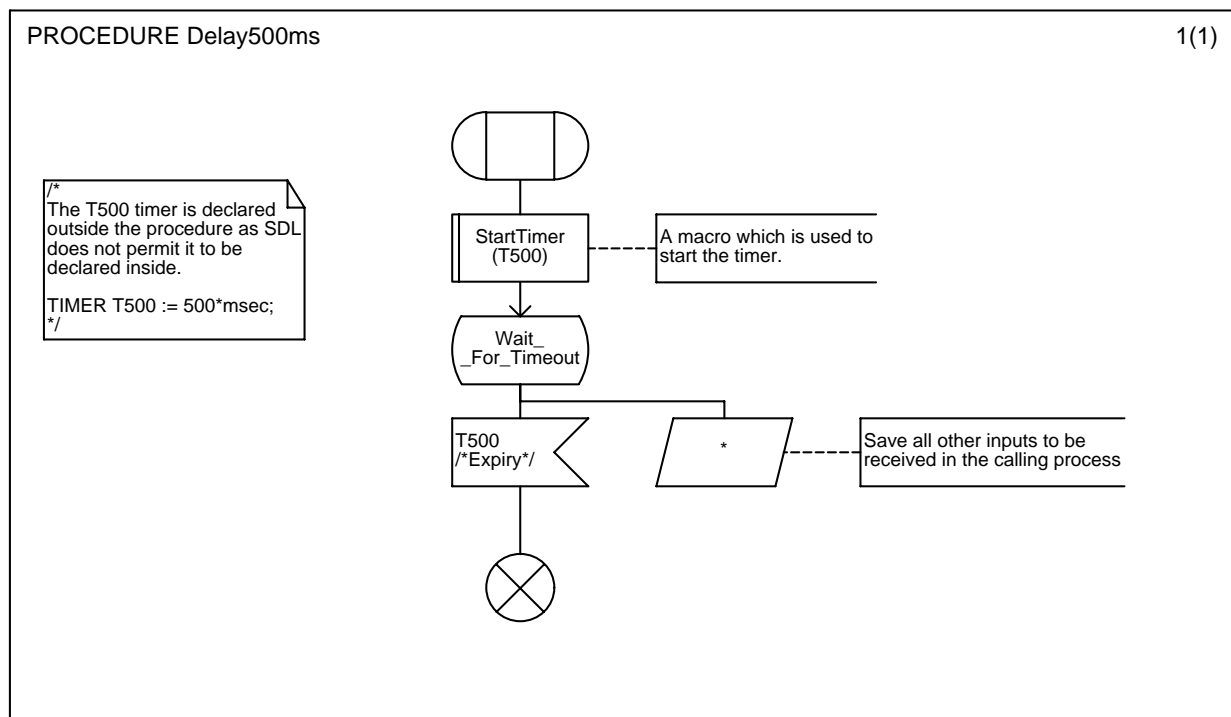 PROCEDURE Delay500ms
1(1)
/*
The T500 timer is declared
outside the procedure as SDL
does not permit it to be
declared inside.
TIMER T500 := 500*msec;
*/
StartTimer
(T500)
A macro which is used to
start the timer.
Wait_
_For_Timeout
T500
/*Expiry*/
*
Save all other inputs to be
received in the calling process